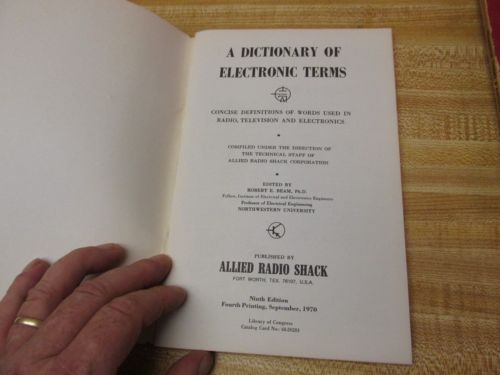 A DICTIONARY OF
ELECTRONIC TERMS
CONCISE DEFINITIONS OF WORDS USED IN
RADIO, TELEVISION AND ELECTRONICS
COMPILED UNDER THE DIRECTION OF
THE TECHNICAL STAFF OF
ALLIED RADIO SHACK CORPORATION
EDITED BY
ROBERT E. BEAM, Ph.D.
Fellow, Institute of Electrical and Electronics Engineers
Professor of Electrical Engineering
NORTHWESTERN UNIVERSITY
PUBLISHED BY
ALLIED RADIO SHACK
FORT WORTH, TEX. 76107, U.S.A.
Ninth Edition
Fourth Printing, September, 1970
Library of Congress
Catalog Card No.: